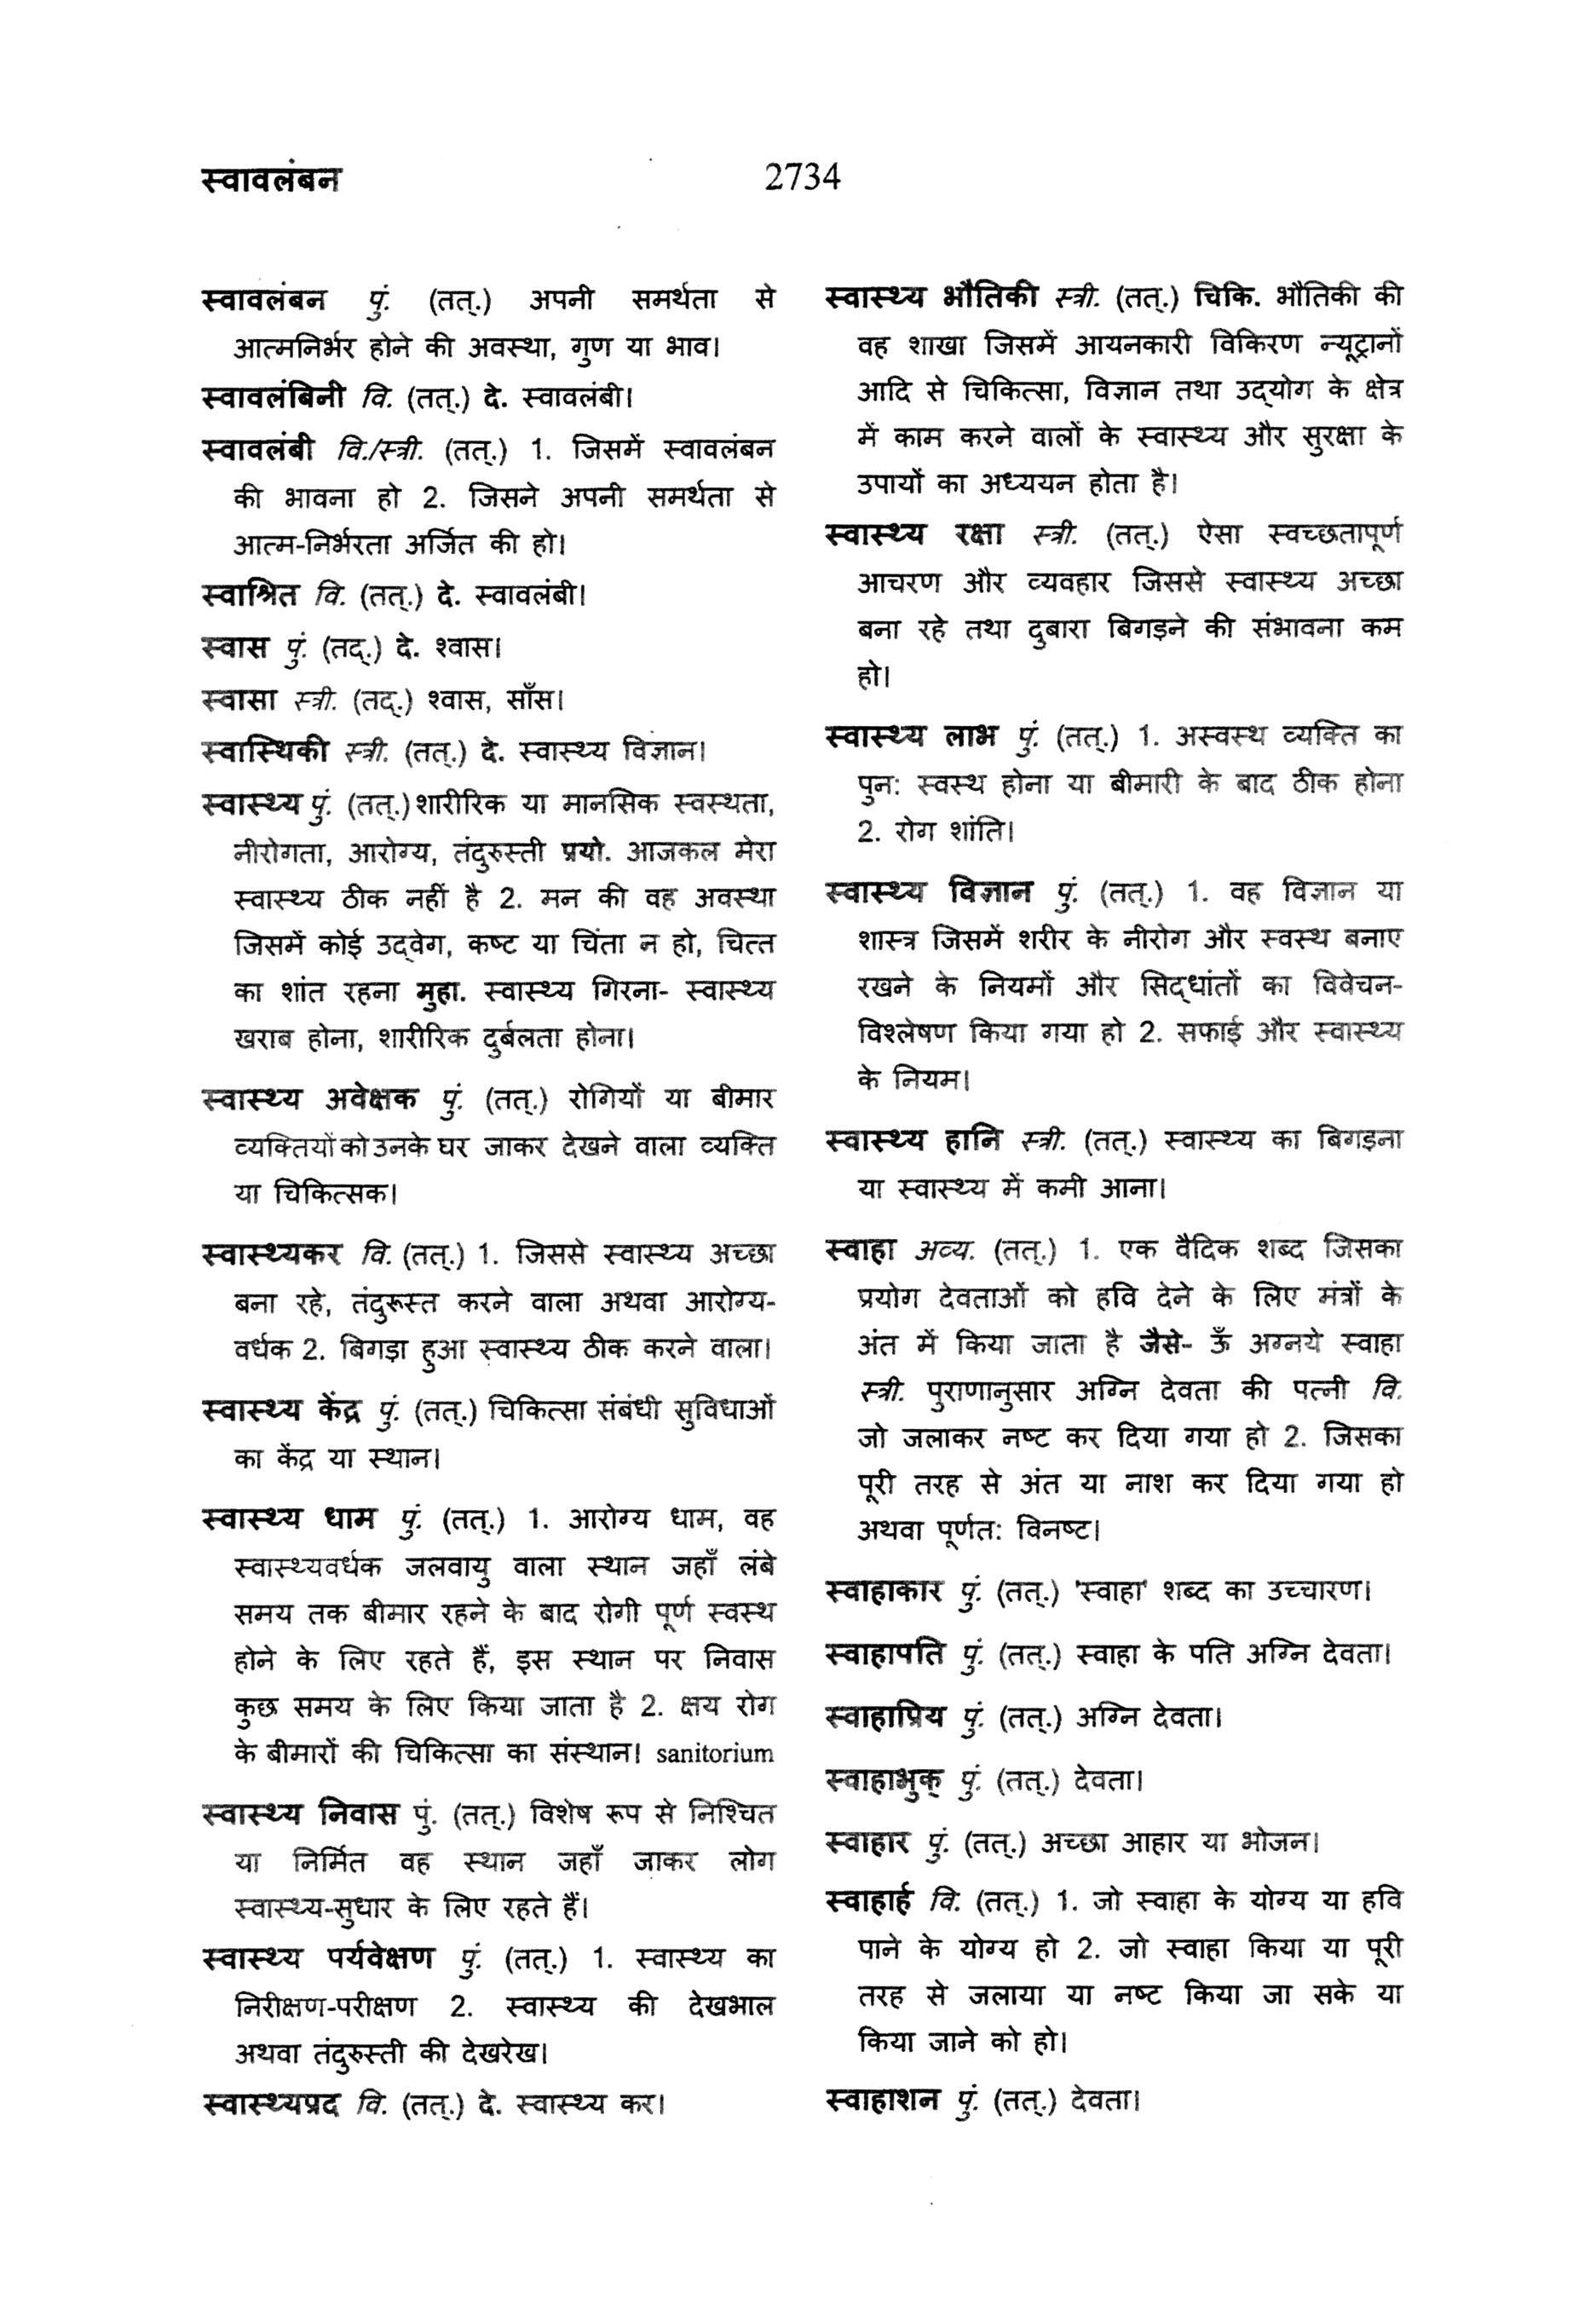 स्वावलंबन
2734
स्वावलंबन पुं. (तत्.) अपनी समर्थता से
आत्मनिर्भर होने की अवस्था, गुण या भाव।
स्वावलंबिनी वि. (तत्.) दे. स्वावलंबी।
स्वावलंबी वि./स्त्री. (तत्.) 1. जिसमें स्वावलंबन
की भावना हो 2. जिसने अपनी समर्थता से
आत्म-निर्भरता अर्जित की हो।
स्वाश्रित वि. (तत्.) दे. स्वावलंबी।
स्वास पुं. (तद्.) दे. श्वास।
स्वासा स्त्री. (तद्.) श्वास, साँस।
स्वास्थिकी स्त्री. (तत्.) दे. स्वास्थ्य विज्ञान।
स्वास्थ्य पुं. (तत्.) शारीरिक या मानसिक स्वस्थता,
नीरोगता, आरोग्य, तंदुरुस्ती प्रयो. आजकल मेरा
स्वास्थ्य ठीक नहीं है 2. मन की वह अवस्था
जिसमें कोई उद्वेग, कष्ट या चिंता न हो, चित्त
का शांत रहना मुहा. स्वास्थ्य गिरना- स्वास्थ्य
खराब होना, शारीरिक दुर्बलता होना।
स्वास्थ्य अवेक्षक पुं. (तत्.) रोगियों या बीमार
व्यक्तियों को उनके घर जाकर देखने वाला व्यक्ति
या चिकित्सक।
स्वास्थ्यकर वि. (तत्.) 1. जिससे स्वास्थ्य अच्छा
बना रहे, तंदुरूस्त करने वाला अथवा आरोग्य-
वर्धक 2. बिगड़ा हुआ स्वास्थ्य ठीक करने वाला।
स्वास्थ्य केंद्र पुं. (तत्.) चिकित्सा संबंधी सुविधाओं
का केंद्र या स्थान।
स्वास्थ्य धाम पुं. (तत्.) 1. आरोग्य धाम, वह
स्वास्थ्यवर्धक जलवायु वाला स्थान जहाँ लंबे
समय तक बीमार रहने के बाद रोगी पूर्ण स्वस्थ
होने के लिए रहते हैं, इस स्थान पर निवास
कुछ समय के लिए किया जाता है 2. क्षय रोग
के बीमारों की चिकित्सा का संस्थान। sanitorium
स्वास्थ्य निवास पुं. (तत्.) विशेष रूप से निश्चित
या निर्मित वह स्थान जहाँ जाकर लोग
स्वास्थ्य-सुधार के लिए रहते हैं।
स्वास्थ्य पर्यवेक्षण पुं. (तत्.) 1. स्वास्थ्य का
निरीक्षण-परीक्षण 2. स्वास्थ्य की देखभाल
अथवा तंदुरुस्ती की देखरेख।
स्वास्थ्यप्रद वि. (तत्.) दे. स्वास्थ्य कर।
स्वास्थ्य भौतिकी स्त्री. (तत्.) चिकि. भौतिकी की
वह शाखा जिसमें आयनकारी विकिरण न्यूट्रानों
आदि से चिकित्सा, विज्ञान तथा उद्योग के क्षेत्र
में काम करने वालों के स्वास्थ्य और सुरक्षा के
उपायों का अध्ययन होता है।
स्वास्थ्य रक्षा स्त्री. (तत्.) ऐसा स्वच्छतापूर्ण
आचरण और व्यवहार जिससे स्वास्थ्य अच्छा
बना रहे तथा दुबारा बिगड़ने की संभावना कम
हो।
स्वास्थ्य लाभ पुं. (तत्.) 1. अस्वस्थ व्यक्ति का
पुन: स्वस्थ होना या बीमारी के बाद ठीक होना
2. रोग शांति।
स्वास्थ्य विज्ञान पुं. (तत्.) 1. वह विज्ञान या
शास्त्र जिसमें शरीर के नीरोग और स्वस्थ बनाए
रखने के नियमों और सिद्धांतों का विवेचन-
विश्लेषण किया गया हो 2. सफाई और स्वास्थ्य
के नियम।
स्वास्थ्य हानि स्त्री. (तत्.) स्वास्थ्य का बिगड़ना
या स्वास्थ्य में कमी आना।
स्वाहा अव्य. (तत्.) 1. एक वैदिक शब्द जिसका
प्रयोग देवताओं को हवि देने के लिए मंत्रों के
अंत में किया जाता है जैसे- ऊँ अग्नये स्वाहा
स्त्री. पुराणानुसार अग्नि देवता की पत्नी वि.
जो जलाकर नष्ट कर दिया गया हो 2. जिसका
पूरी तरह से अंत या नाश कर दिया गया हो
अथवा पूर्णत: विनष्ट।
स्वाहाकार पुं. (तत्.) 'स्वाहा' शब्द का उच्चारण।
स्वाहापति पुं. (तत्.) स्वाहा के पति अग्नि देवता।
स्वाहाप्रिय पुं. (तत्.) अग्नि देवता।
स्वाहाभुक् पुं. (तत्.) देवता।
स्वाहार पुं. (तत्.) अच्छा आहार या भोजन।
स्वाहार्ह वि. (तत्.) 1. जो स्वाहा के योग्य या हवि
पाने के योग्य हो 2. जो स्वाहा किया या पूरी
तरह से जलाया या नष्ट किया जा सके या
किया जाने को हो।
स्वाहाशन पुं. (तत्.) देवता।